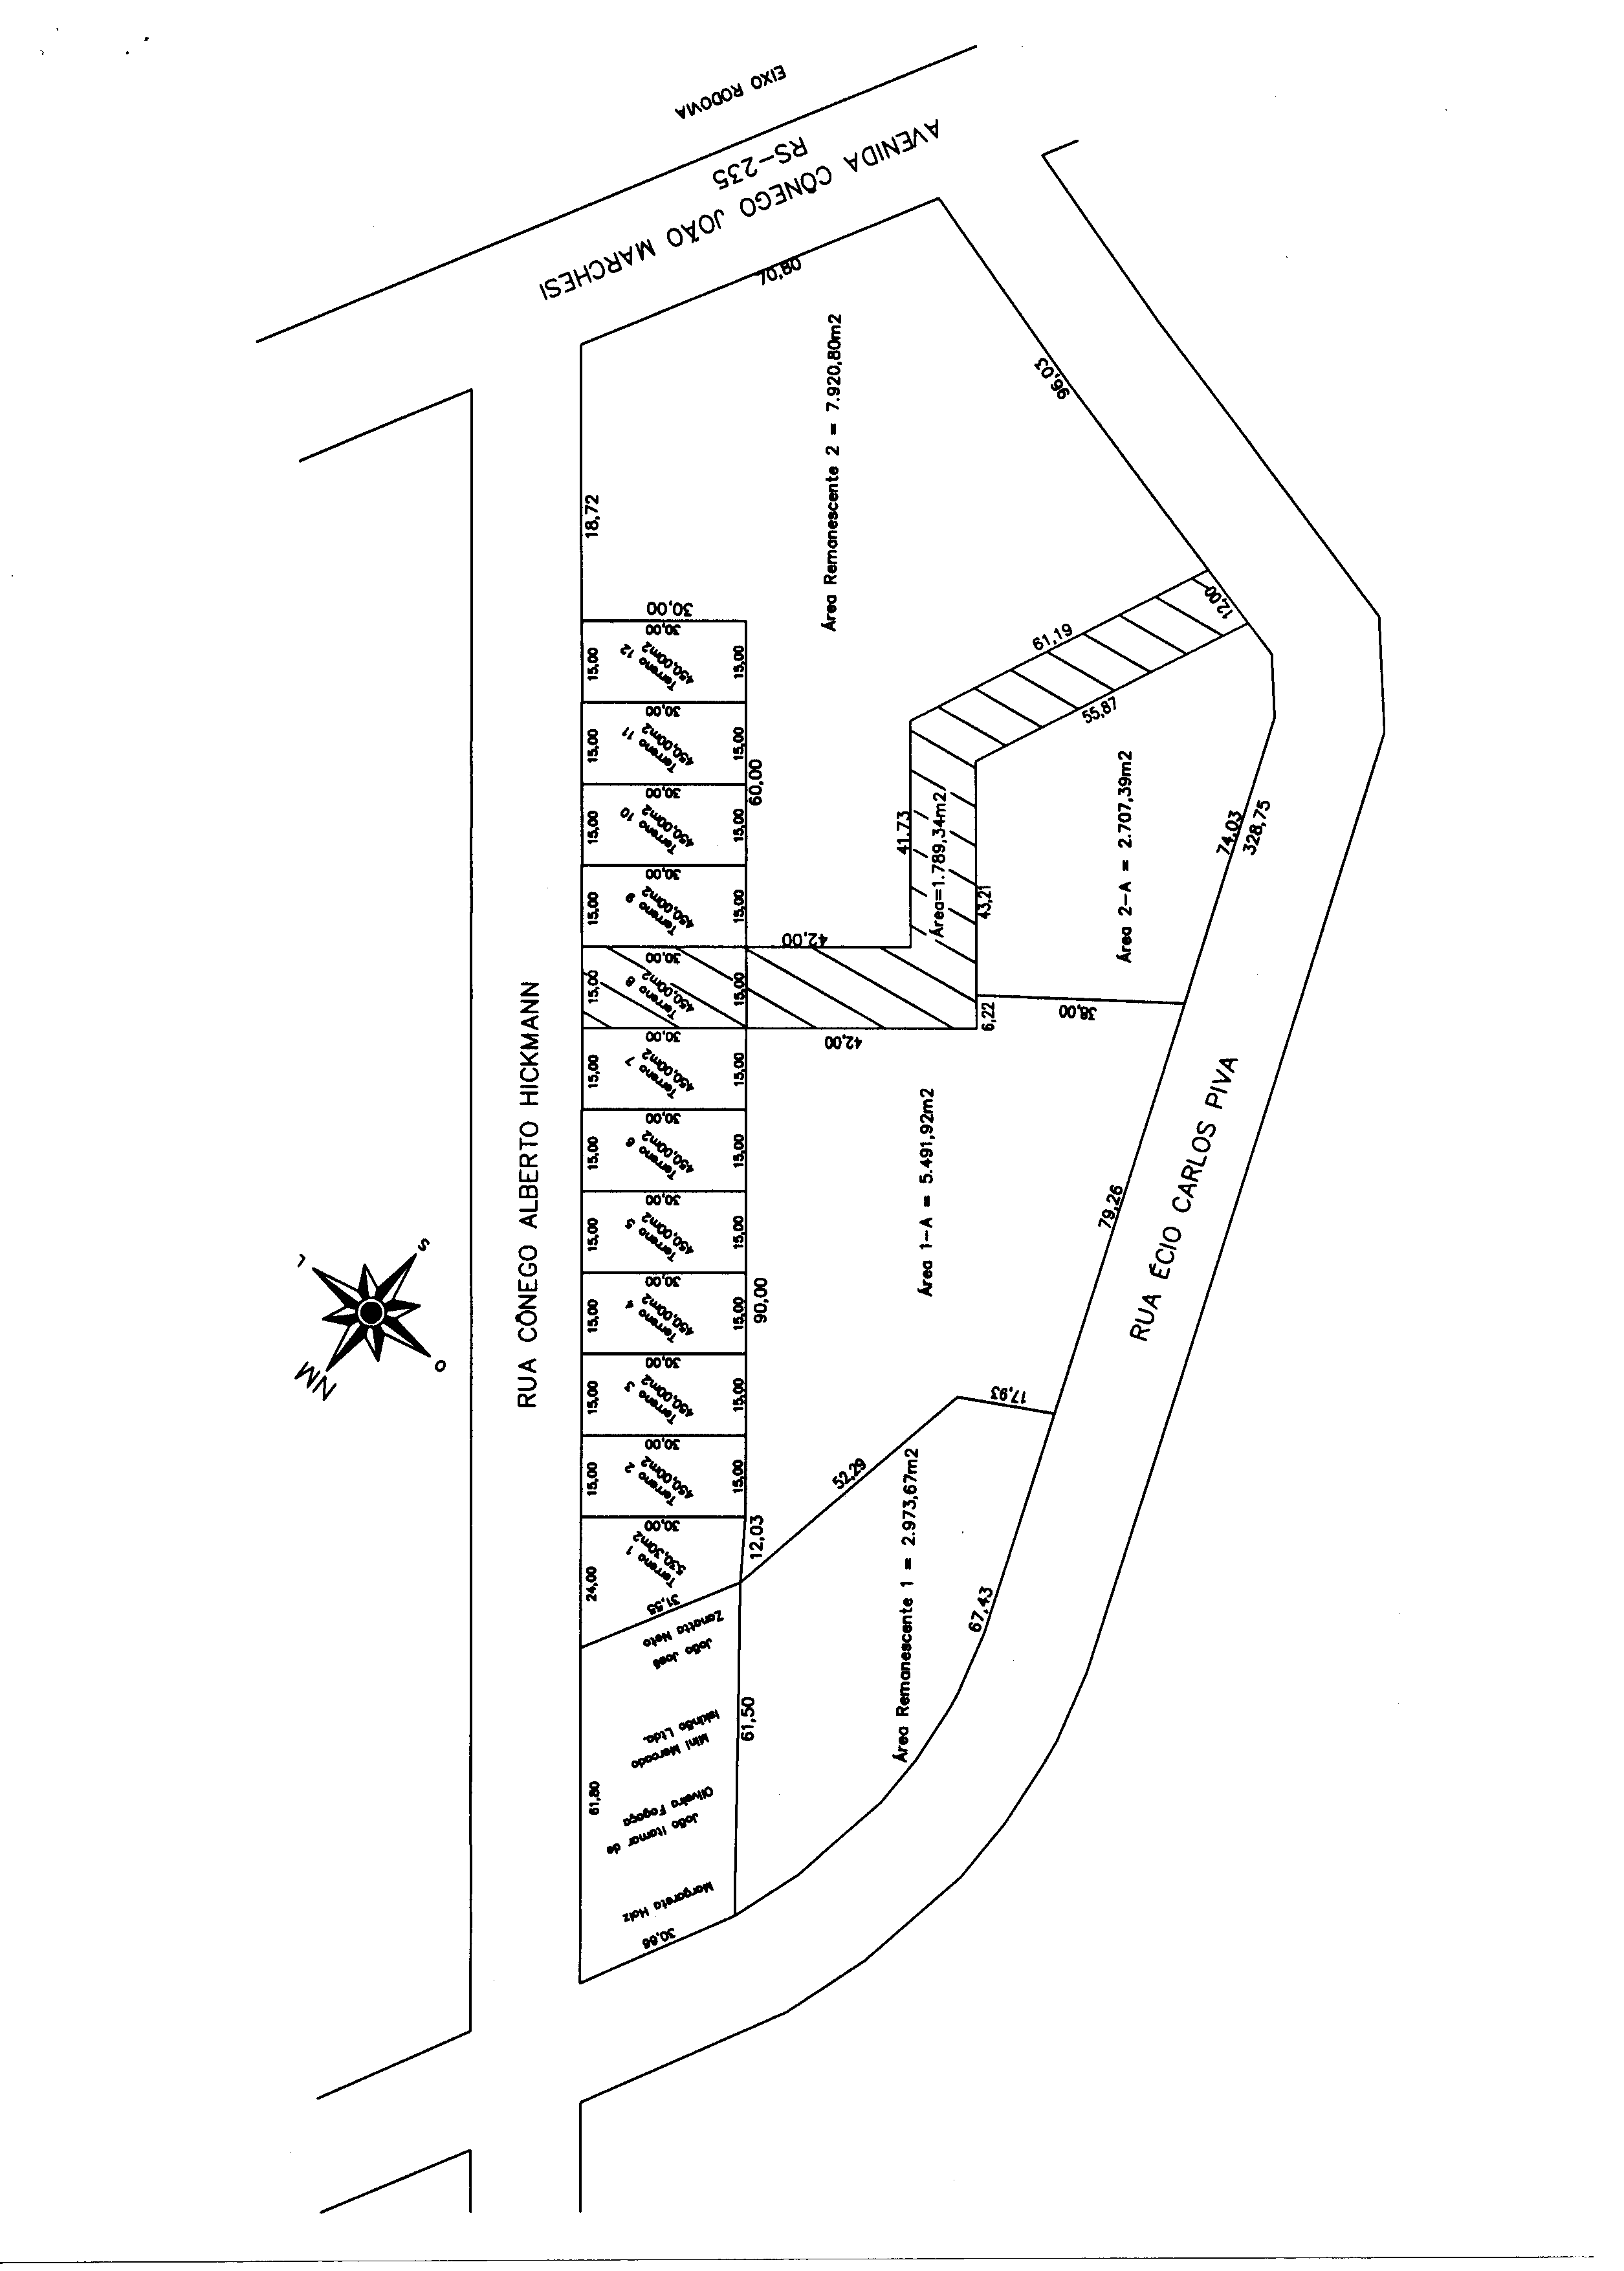 EIXO RODOVIA
RS-235
AVENIDA CÔNEGO JOÃO MARCHESI
70,80
96,03
Área Remanescente 2 = 7.920,80m2
18,72
30,00
15,00
30,00
Terreno 12
450,00m2
15,00
15,00
30,00
Terreno 11
450,00m2
15,00
60,00
15,00
30,00
Terreno 10
450,00m2
15,00
15,00
30,00
Terreno 9
450,00m2
15,00
12,00
61,19
55,87
41.73
Área=1.789,34m2
43,21
42,00
Área 2-A = 2.707,39m2
74,03
328,75
15,00
30,00
Terreno 8
450,00m2
15,00
42,00
6,22
38,00
15,00
30,00
Terreno 7
450,00m2
15,00
15,00
30,00
Terreno 6
450,00m2
15,00
15,00
30,00
Terreno 5
450,00m2
15,00
15,00
30,00
Terreno 4
450,00m2
15,00
90,00
15,00
30,00
Terreno 3
450,00m2
15,00
15,00
30,00
Terreno 2
450,00m2
15,00
RUA CÔNEGO ALBERTO HICKMANN
Área 1-A = 5.491,92m2
79,26
RUA ÉCIO CARLOS PIVA
S
L
O
NM
17,93
52,29
12,03
24,00
30,00
Terreno 1
530,30m2
31,55
João José
Zanatta Neto
Mini Mercado
Iskinão Ltda.
João Itamar de
Oliveira Fogaça
Margareta Holz
61,80
61,50
30,66
Área Remanescente 1 = 2.973,67m2
67,43